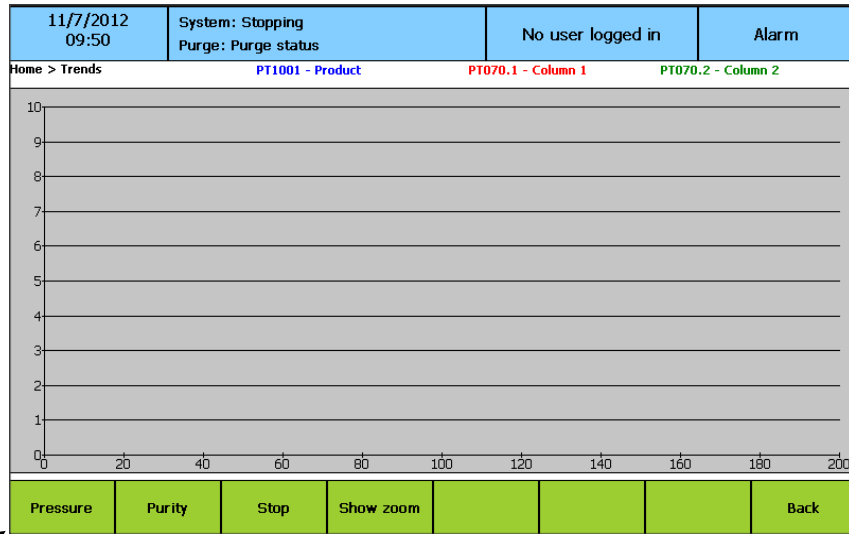 11/7/2012
09:50
System: Stopping
Purge: Purge status
No user logged in
Alarm
Home > Trends
PT1001 - Product
PT070.1 - Column 1
PT070.2 - Column 2
10
9
8
7
6
5
4
3
2
1
0
0 20 40 60 80 100 120 140 160 180 200
Pressure
Purity
Stop
Show zoom
Back